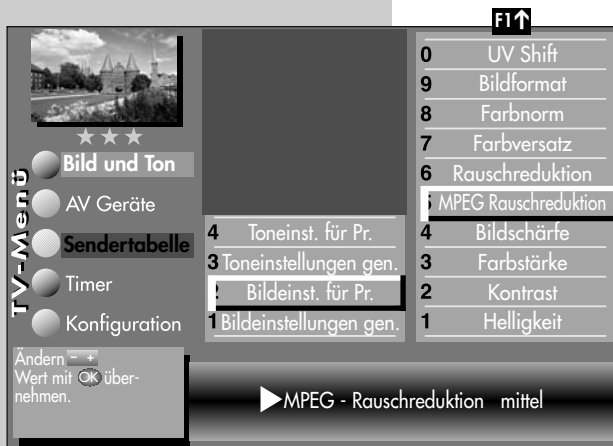 F1↑
0 UV Shift
9 Bildformat
8 Farbnorm
7 Farbversatz
6 Rauschreduktion
5 MPEG Rauschreduktion
4 Bildschärfe
3 Farbstärke
2 Kontrast
1 Helligkeit
TV-Menü
Bild und Ton
AV Geräte
Sendertabelle
Timer
Konfiguration
4 Toneinst. für Pr.
3 Toneinstellungen gen.
2 Bildeinst. für Pr.
1 Bildeinstellungen gen.
Ändern - +
Wert mit OK über-
nehmen.
MPEG - Rauschreduktion mittel